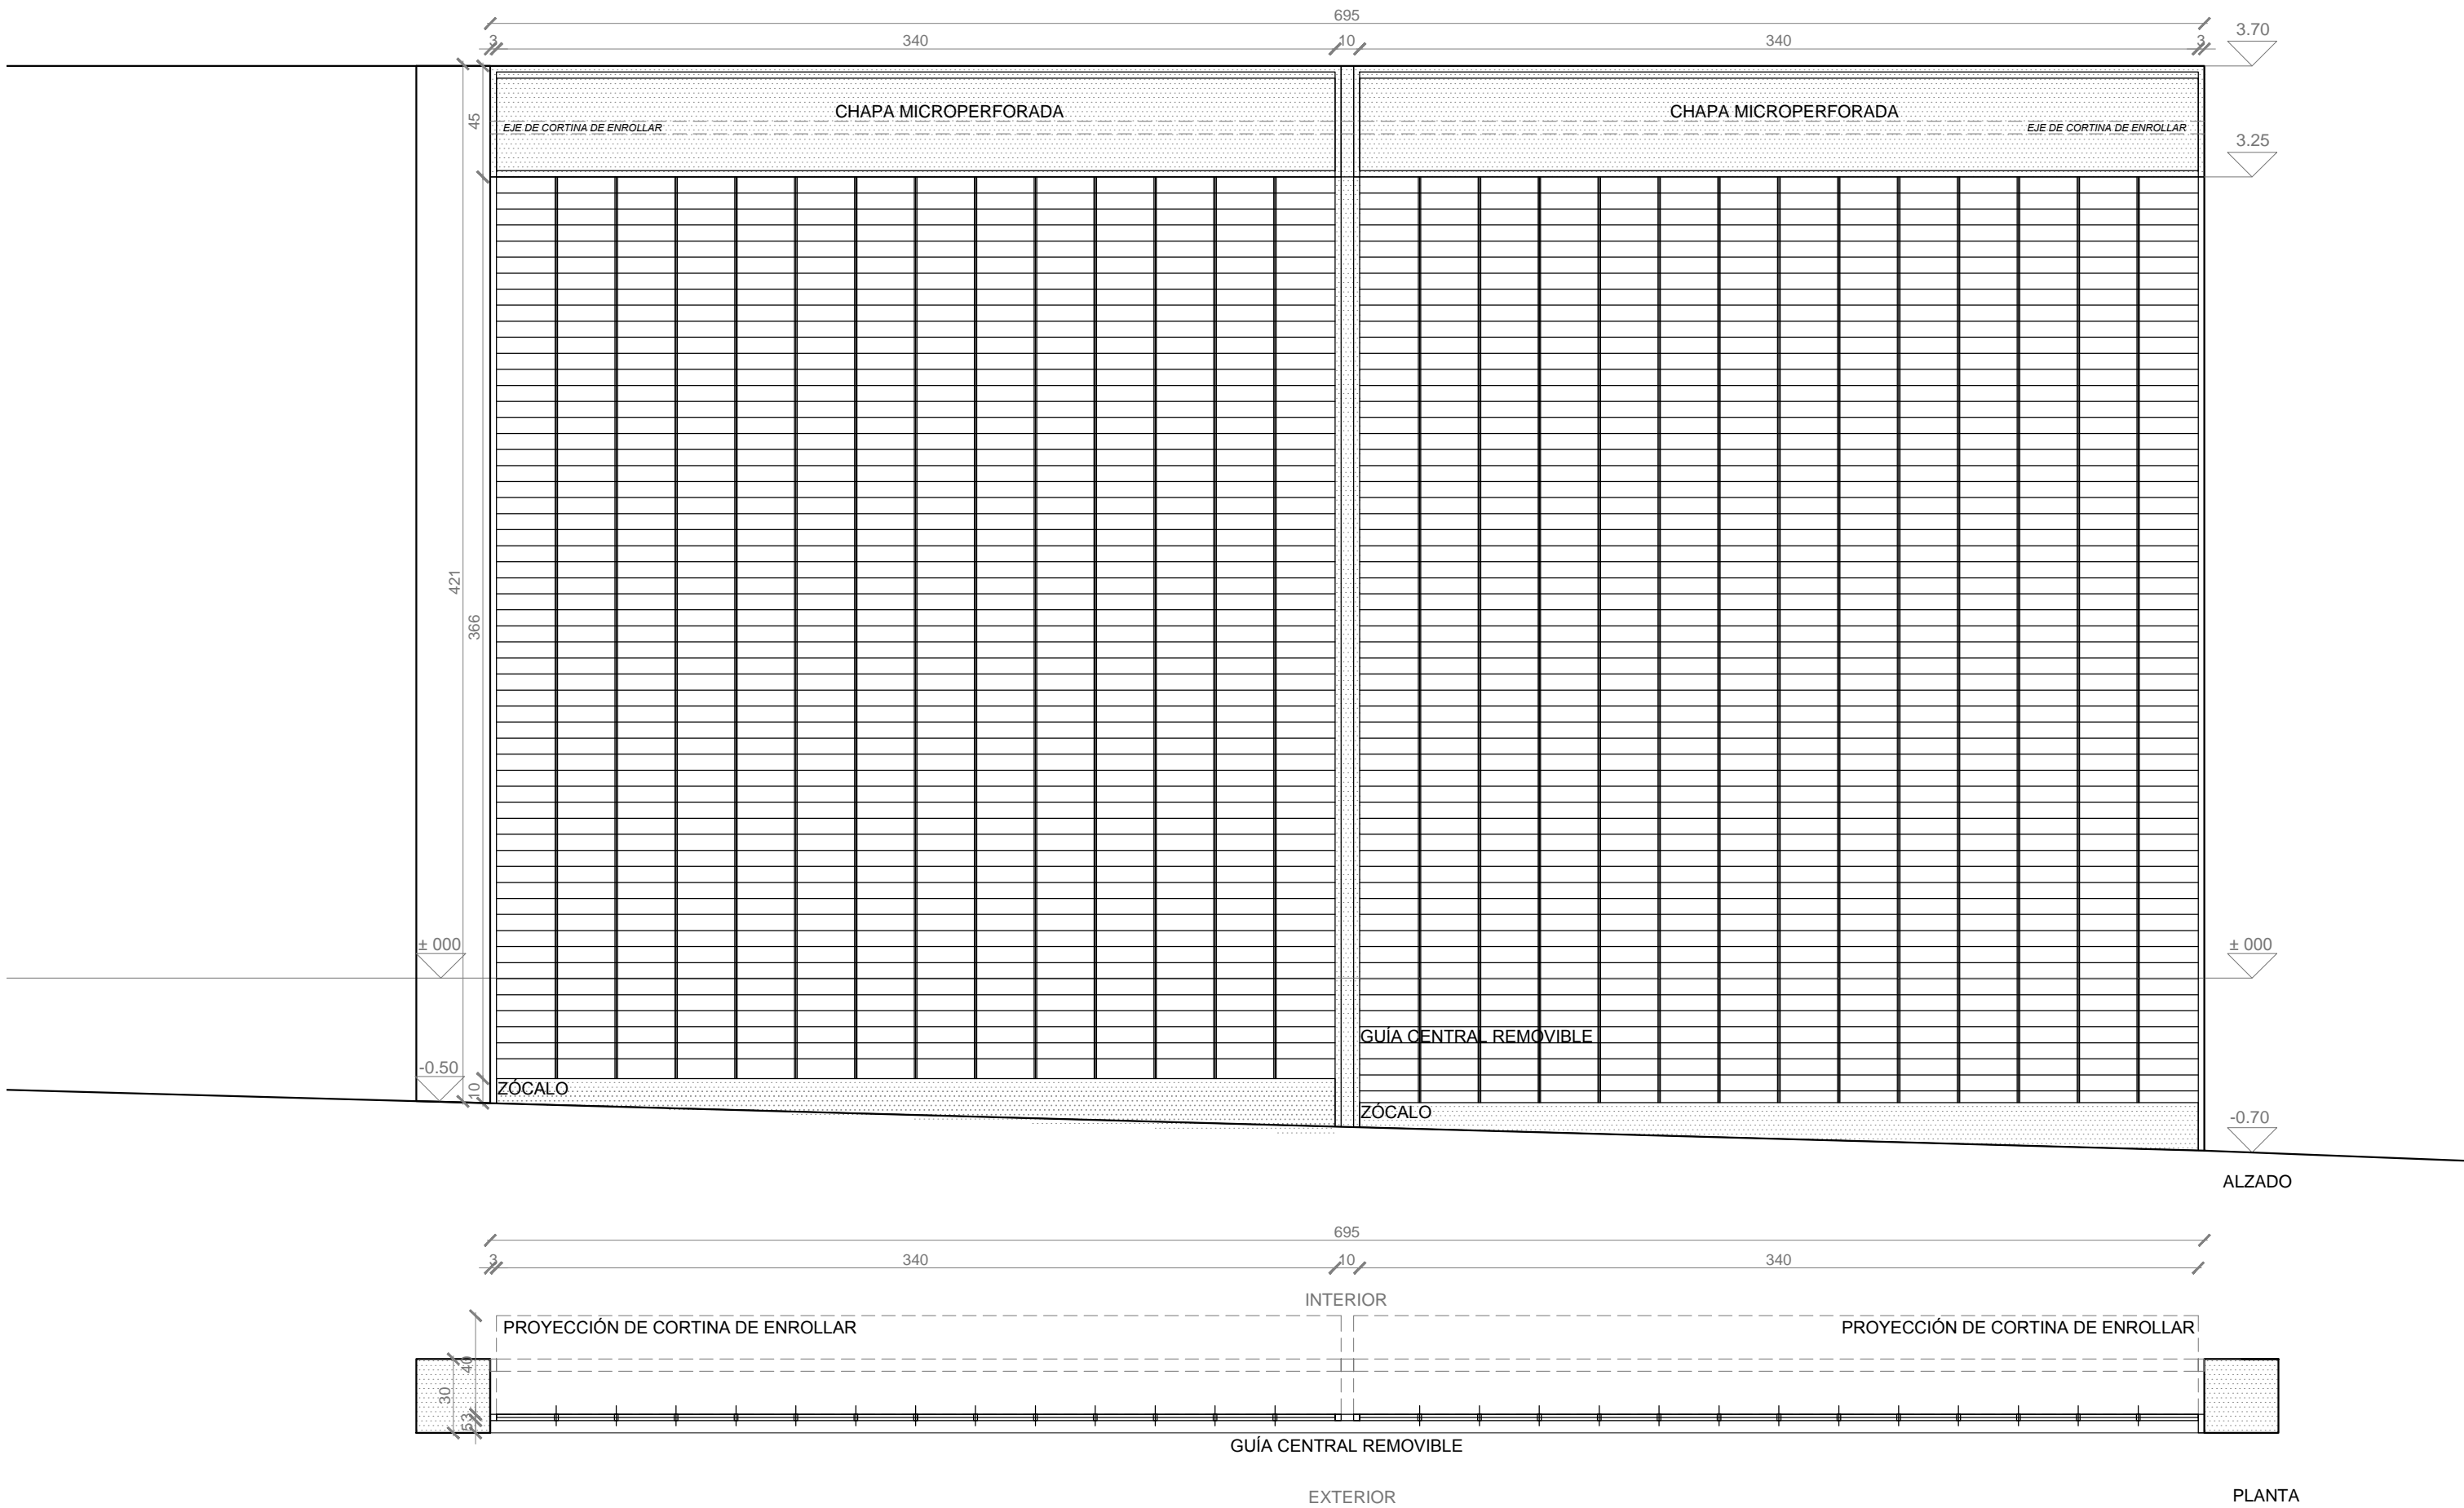 695
3 340 10 340 3
3.70
CHAPA MICROPERFORADA CHAPA MICROPERFORADA
45
EJE DE CORTINA DE ENROLLAR EJE DE CORTINA DE ENROLLAR
3.25
421
366
± 000 ± 000
GUÍA CENTRAL REMOVIBLE
-0.50
10
ZÓCALO
ZÓCALO
-0.70
ALZADO
695
3 340 10 340
INTERIOR
PROYECCIÓN DE CORTINA DE ENROLLAR PROYECCIÓN DE CORTINA DE ENROLLAR
40
30
53
GUÍA CENTRAL REMOVIBLE
EXTERIOR
PLANTA